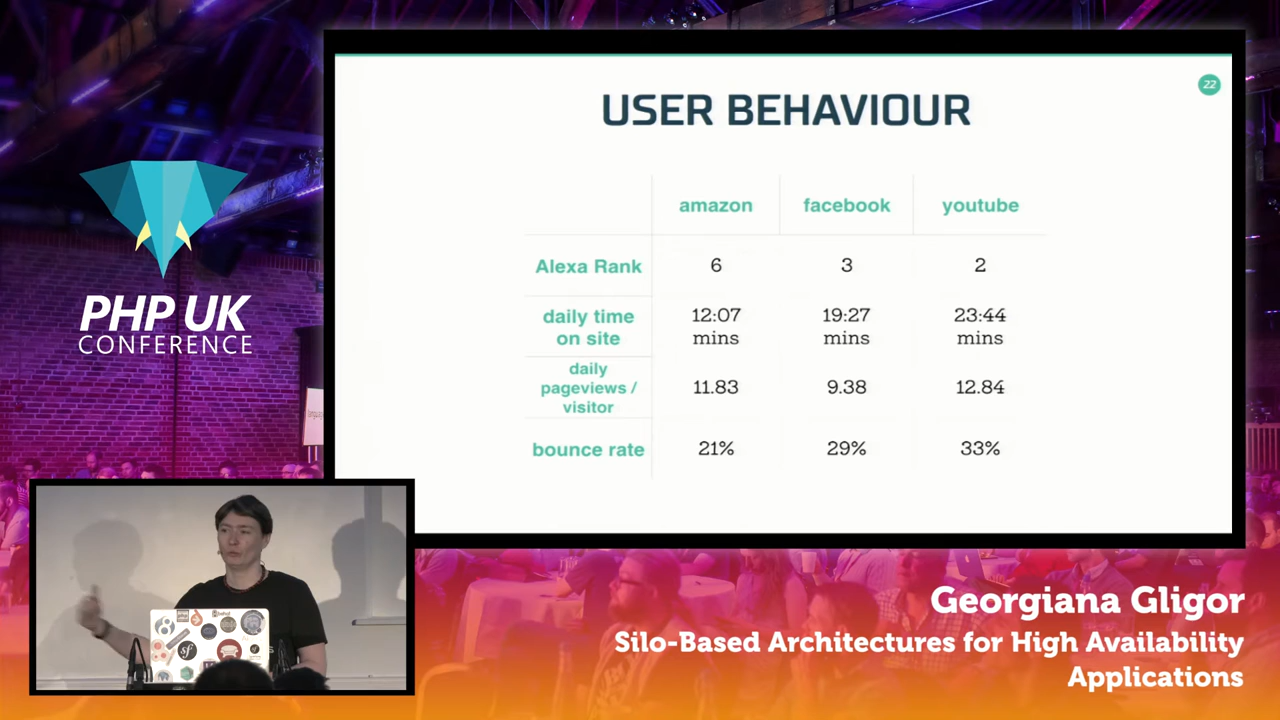 22
USER BEHAVIOUR
amazon facebook youtube
Alexa Rank 6 3 2
daily time on site 12:07 mins 19:27 mins 23:44 mins
daily pageviews / visitor 11.83 9.38 12.84
bounce rate 21% 29% 33%
PHP UK
CONFERENCE
sf
Georgiana Gligor
Silo-Based Architectures for High Availability
Applications